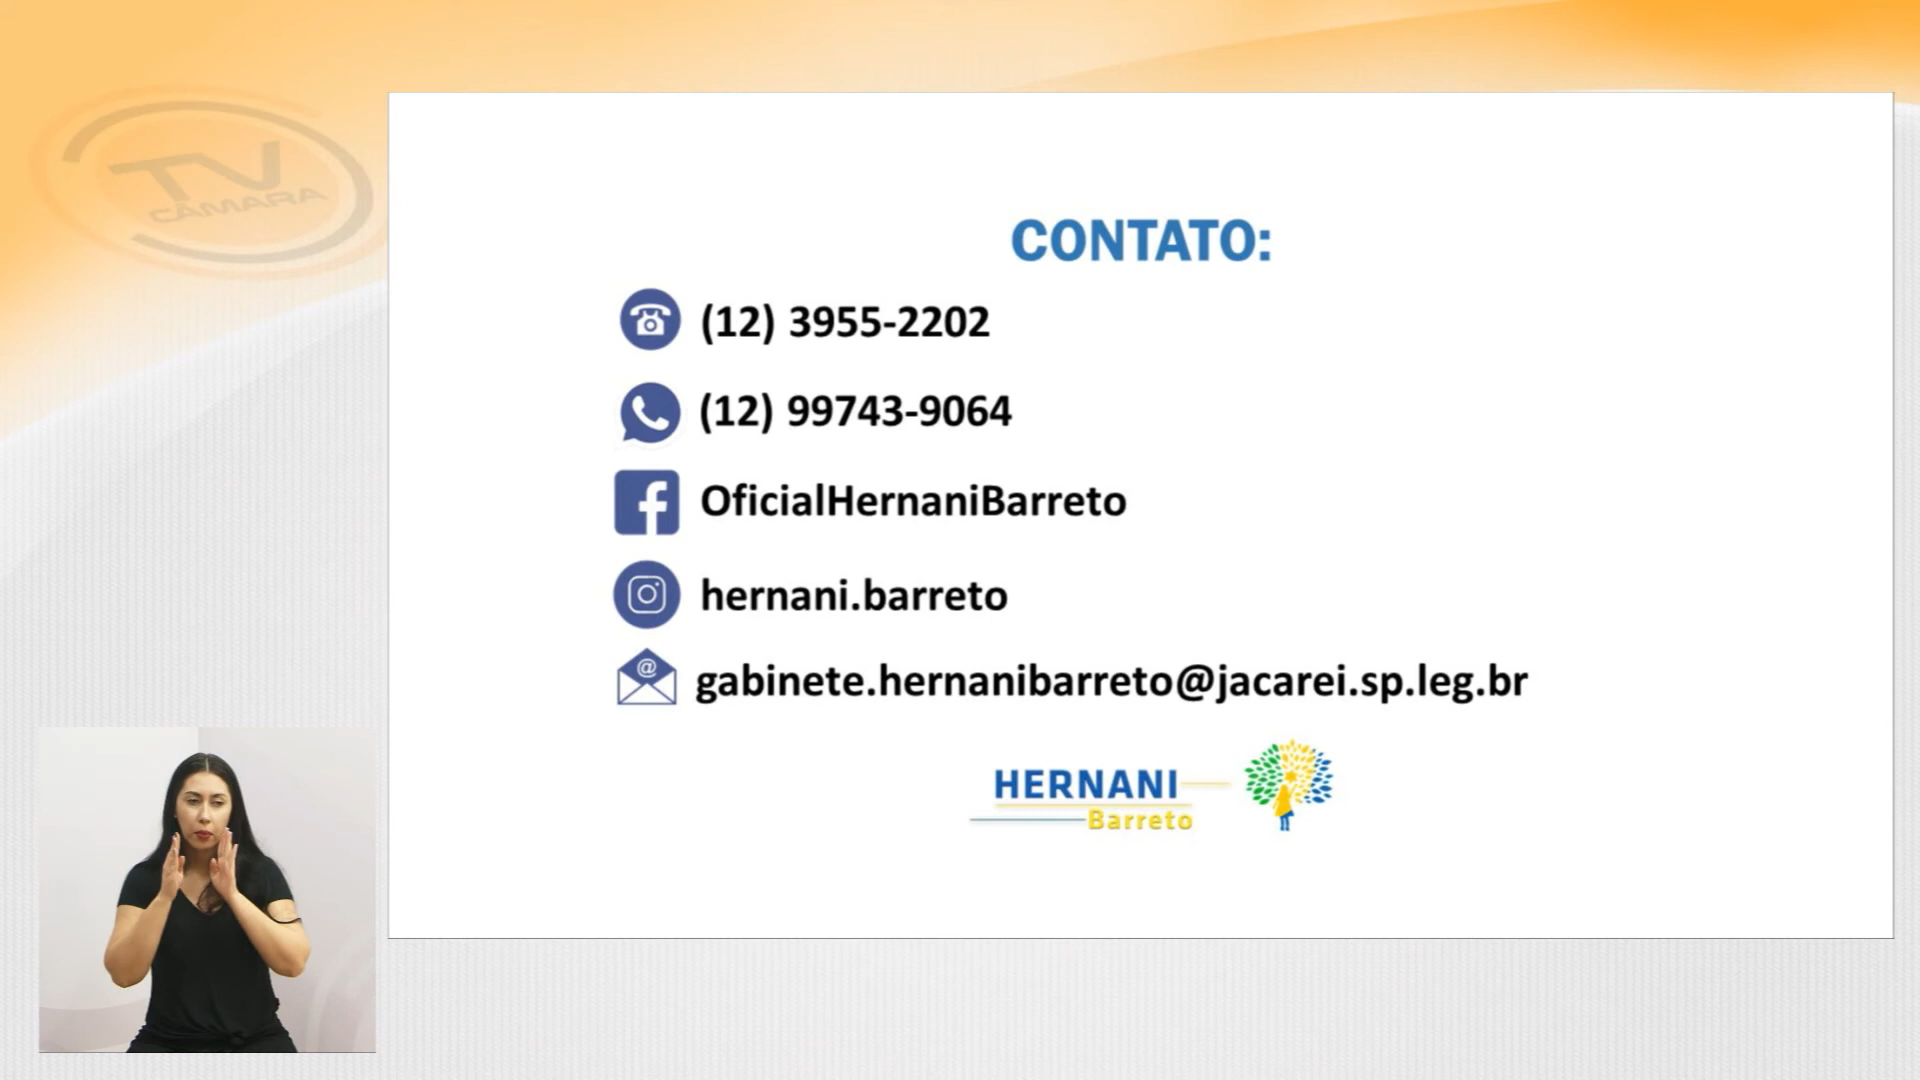 TV
CÂMARA
CONTATO:
(12) 3955-2202
(12) 99743-9064
OficialHernaniBarreto
hernani.barreto
@
gabinete.hernanibarreto@jacarei.sp.leg.br
HERNANI
Barreto